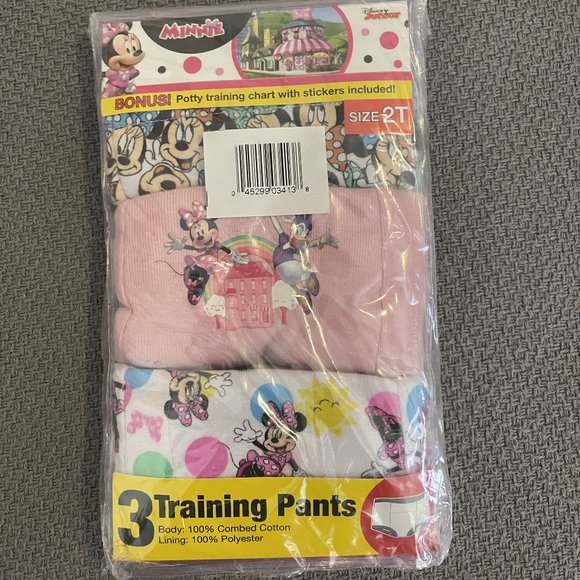 MINNIE
Disney
Junior
BONUS! Potty training chart with stickers included!
SIZE 2T
0 45299 03413 8
3 Training Pants
Body: 100% Combed Cotton
Lining: 100% Polyester